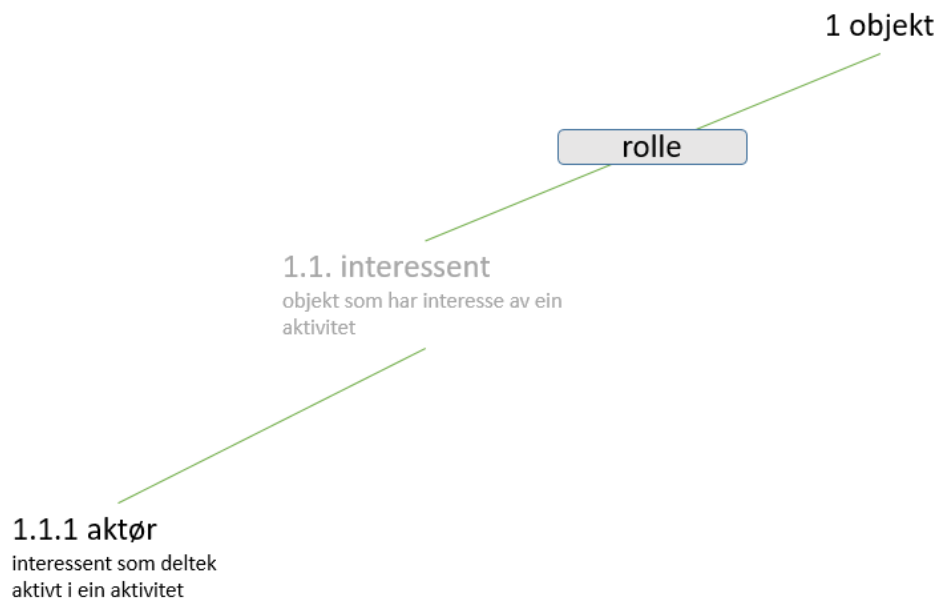 1 objekt
rolle
1.1. interessent
objekt som har interesse av ein
aktivitet
1.1.1 aktør
interessent som deltek
aktivt i ein aktivitet